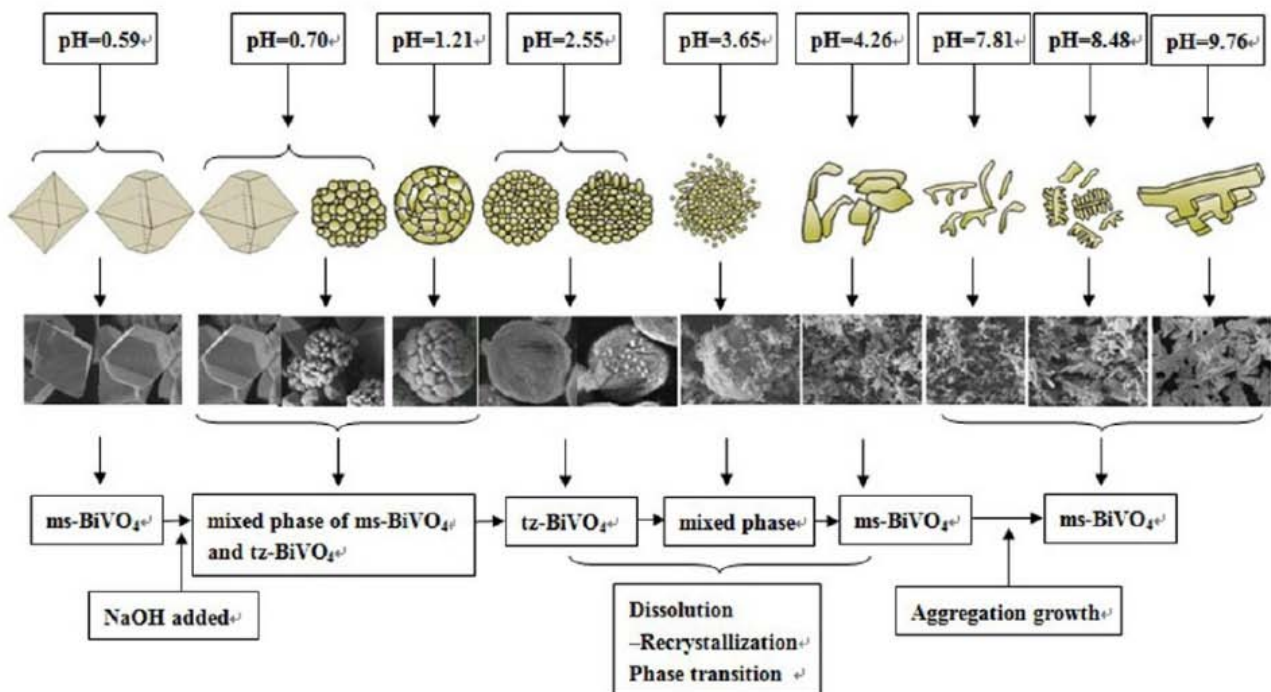 pH=0.59↵
pH=0.70↵
pH=1.21↵
pH=2.55↵
pH=3.65↵
pH=4.26↵
pH=7.81↵
pH=8.48↵
pH=9.76↵
ms-BiVO₄↵
mixed phase of ms-BiVO₄↵
and tz-BiVO₄↵
tz-BiVO₄↵
mixed phase↵
ms-BiVO₄↵
ms-BiVO₄↵
NaOH added↵
Dissolution
–Recrystallization↵
Phase transition ↵
Aggregation growth↵